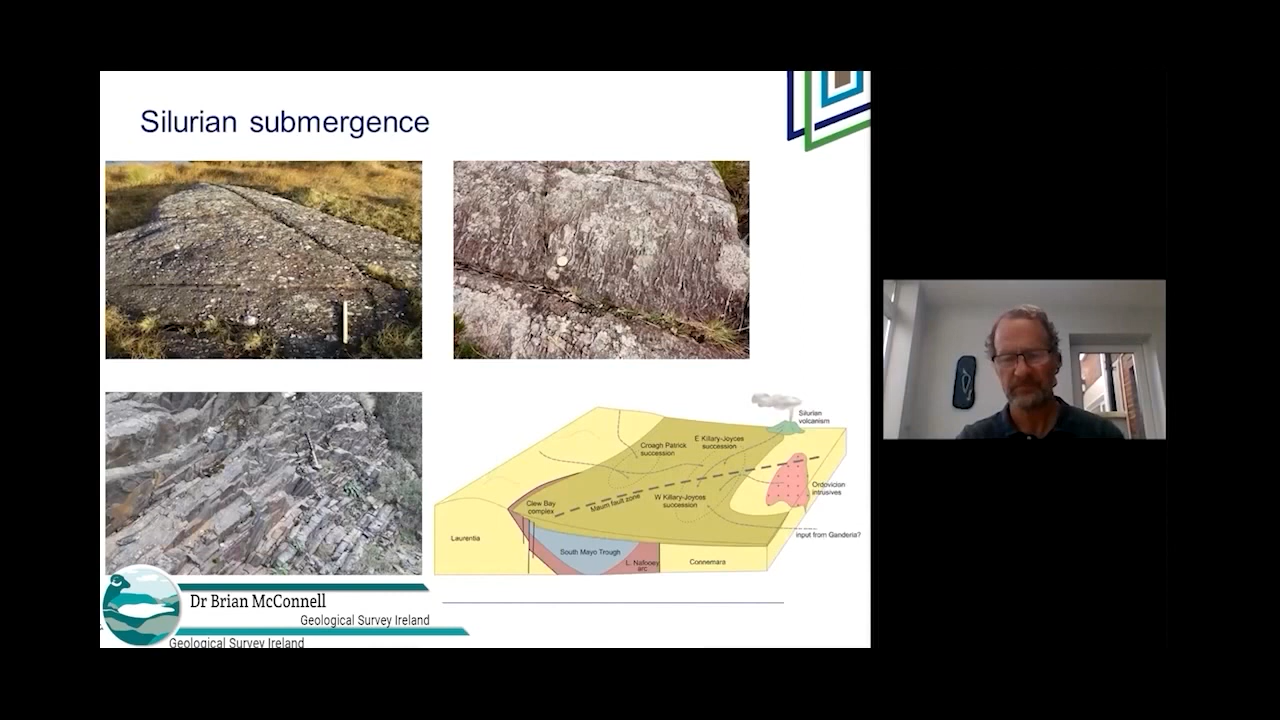 Silurian submergence
Silurian
volcanism
E Killary-Joyces
succession
Croagh Patrick
succession
Ordovician
intrusives
W Killary-Joyces
succession
Maum fault zone
Clew Bay
complex
input from Ganderia?
Laurentia
South Mayo Trough
L. Nafooey
arc
Connemara
Dr Brian McConnell
Geological Survey Ireland
Geological Survey Ireland